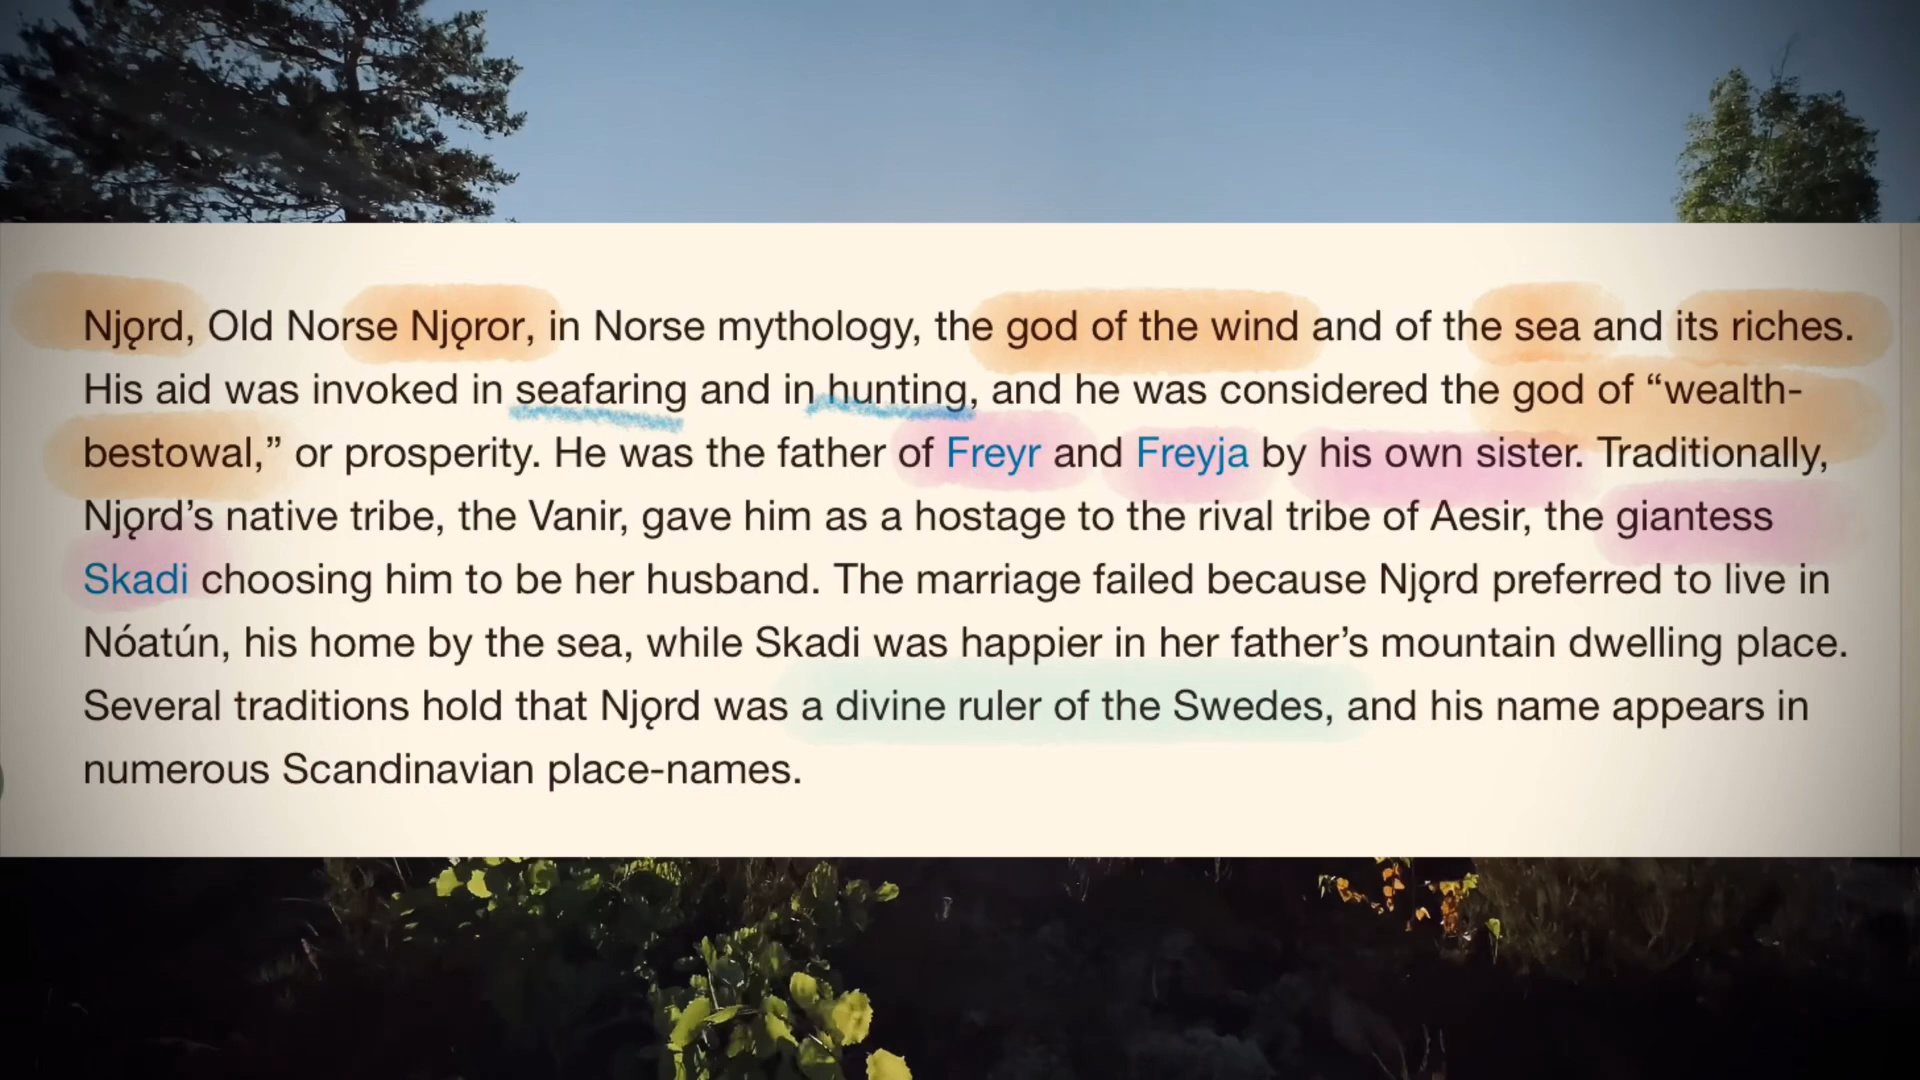 Njǫrd, Old Norse Njǫror, in Norse mythology, the god of the wind and of the sea and its riches.
His aid was invoked in seafaring and in hunting, and he was considered the god of “wealth-
bestowal,” or prosperity. He was the father of Freyr and Freyja by his own sister. Traditionally,
Njǫrd’s native tribe, the Vanir, gave him as a hostage to the rival tribe of Aesir, the giantess
Skadi choosing him to be her husband. The marriage failed because Njǫrd preferred to live in
Nóatún, his home by the sea, while Skadi was happier in her father’s mountain dwelling place.
Several traditions hold that Njǫrd was a divine ruler of the Swedes, and his name appears in
numerous Scandinavian place-names.